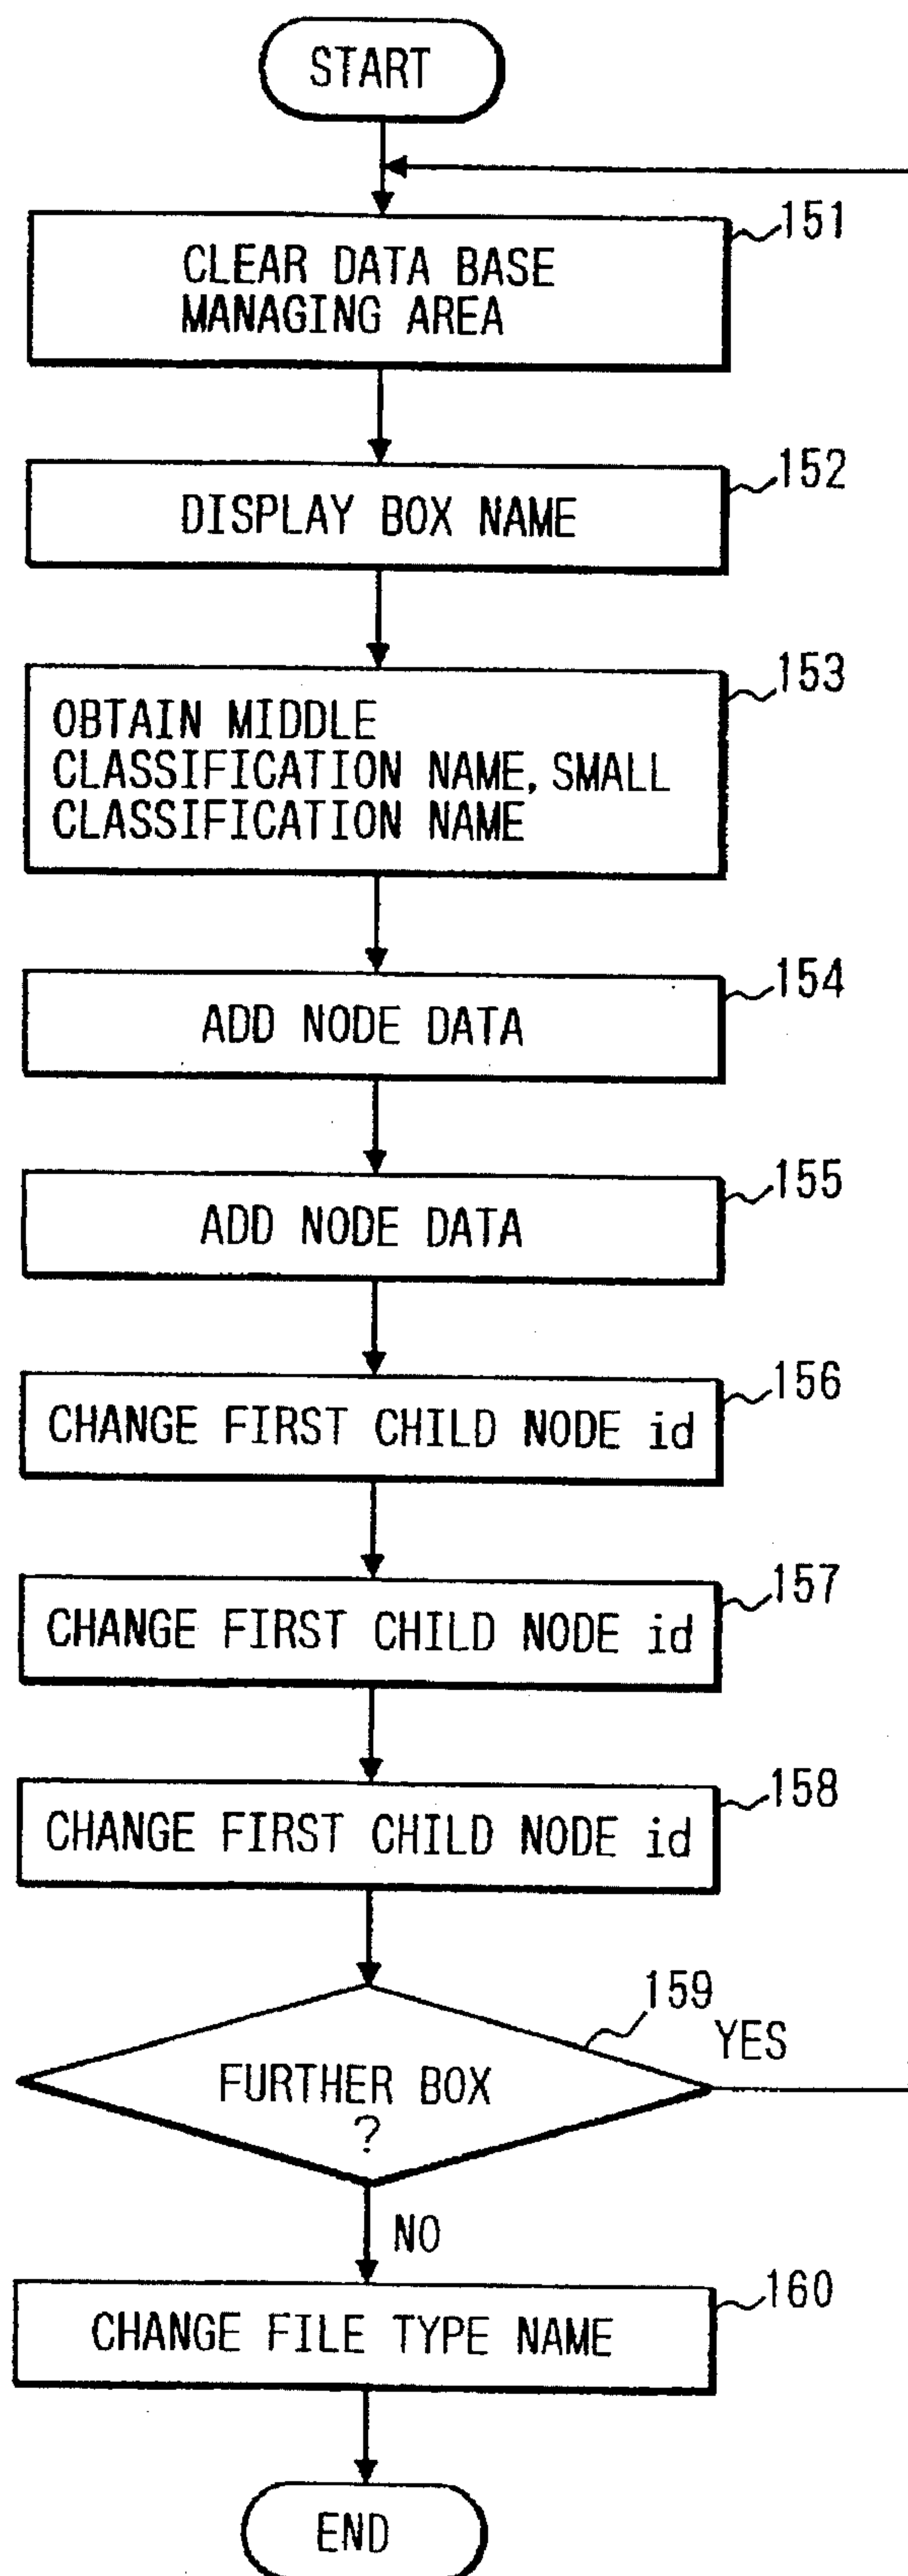 START
151
CLEAR DATA BASE
MANAGING AREA
152
DISPLAY BOX NAME
153
OBTAIN MIDDLE
CLASSIFICATION NAME, SMALL
CLASSIFICATION NAME
154
ADD NODE DATA
155
ADD NODE DATA
156
CHANGE FIRST CHILD NODE id
157
CHANGE FIRST CHILD NODE id
158
CHANGE FIRST CHILD NODE id
159
YES
FURTHER BOX
?
NO
160
CHANGE FILE TYPE NAME
END